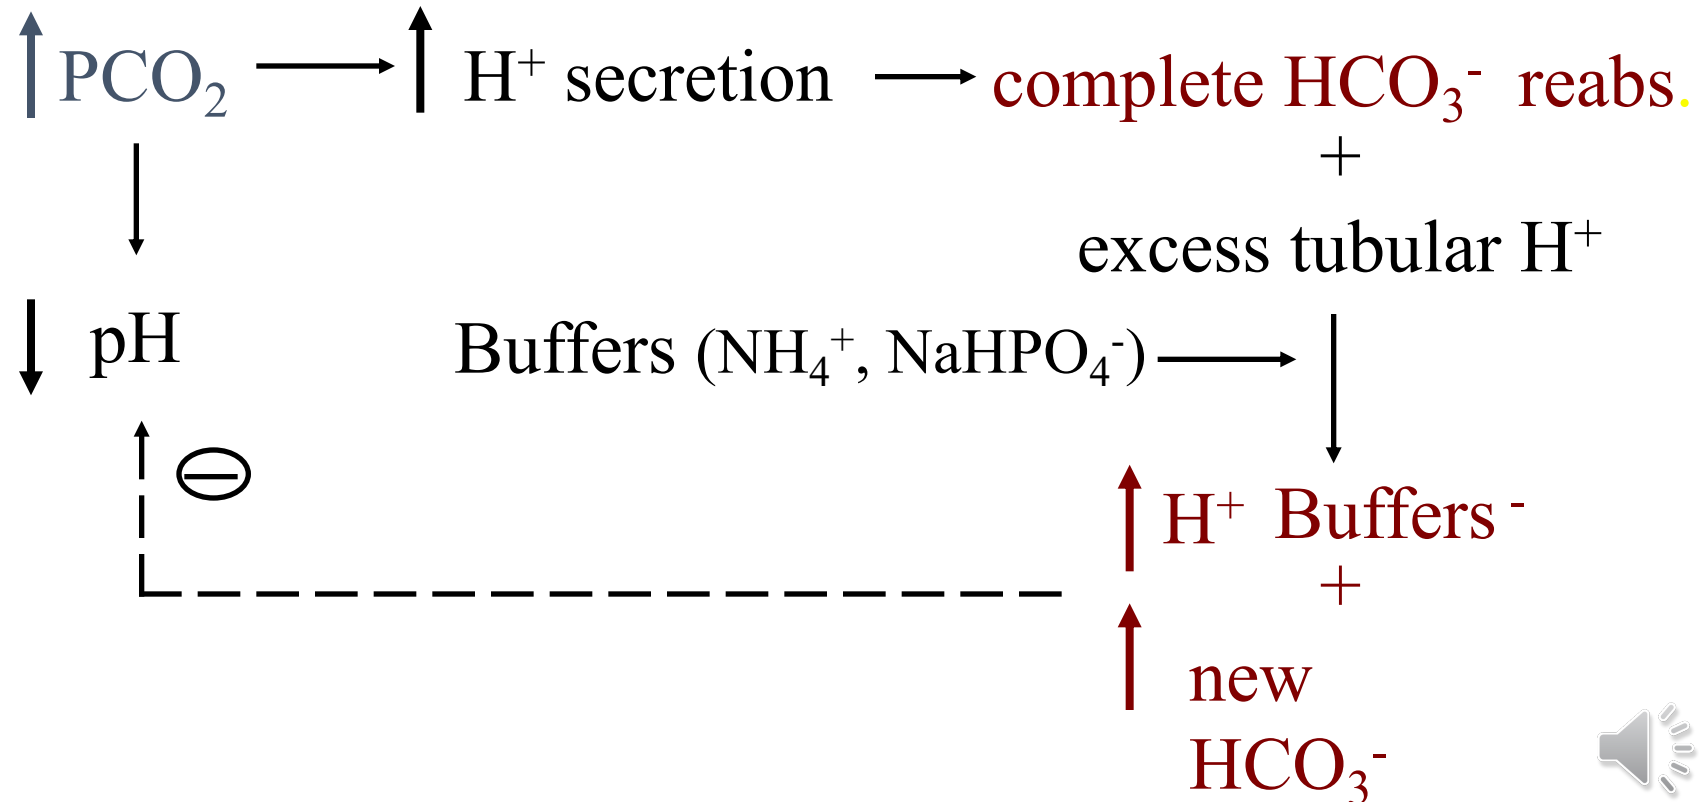 ↑ PCO₂ → ↑ H⁺ secretion → complete HCO₃⁻ reabs.
+
excess tubular H⁺
↓ pH
Buffers (NH₄⁺, NaHPO₄⁻) →
↑ H⁺ Buffers ⁻
+
↑ new
HCO₃⁻